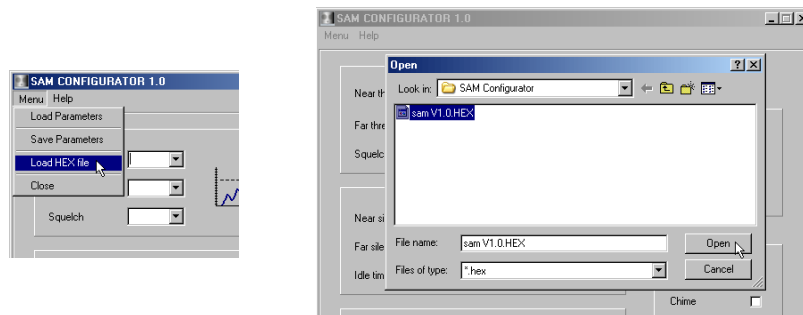 SAM CONFIGURATOR 1.0
Menu Help
Load Parameters
Save Parameters
Load HEX file
Close
Squelch
SAM CONFIGURATOR 1.0
Menu Help
Open
Look in: SAM Configurator
sam V1.0.HEX
Near th
Far thre
Squelc
Near si
Far sile
Idle tim
File name: sam V1.0.HEX Open
Files of type: *.hex Cancel
Chime